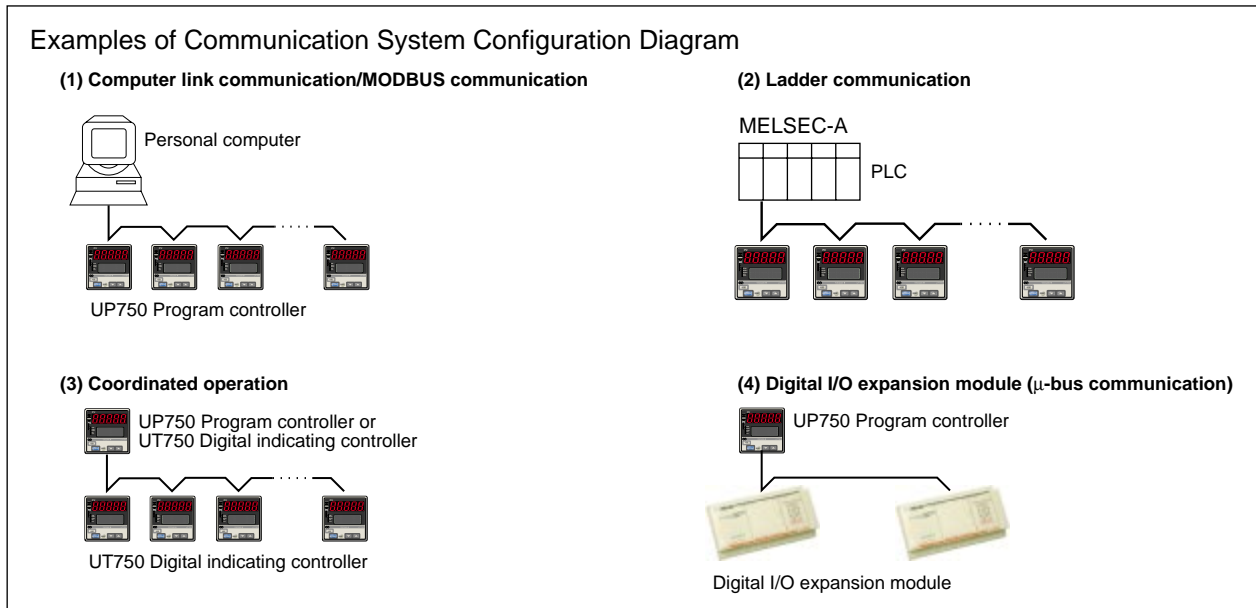 Examples of Communication System Configuration Diagram
(1) Computer link communication/MODBUS communication
Personal computer
UP750 Program controller
(2) Ladder communication
MELSEC-A
PLC
(3) Coordinated operation
UP750 Program controller or
UT750 Digital indicating controller
UT750 Digital indicating controller
(4) Digital I/O expansion module (μ-bus communication)
UP750 Program controller
Digital I/O expansion module